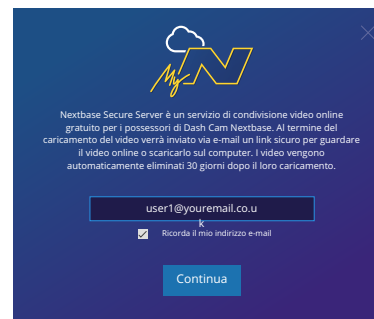 My N
Nextbase Secure Server è un servizio di condivisione video online
gratuito per i possessori di Dash Cam Nextbase. Al termine del
caricamento del video verrà inviato via e-mail un link sicuro per guardare
il video online o scaricarlo sul computer. I video vengono
automaticamente eliminati 30 giorni dopo il loro caricamento.
user1@youremail.co.u
k
Ricorda il mio indirizzo e-mail
Continua